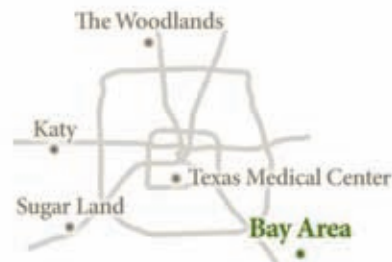 The Woodlands
Katy
Texas Medical Center
Sugar Land
Bay Area